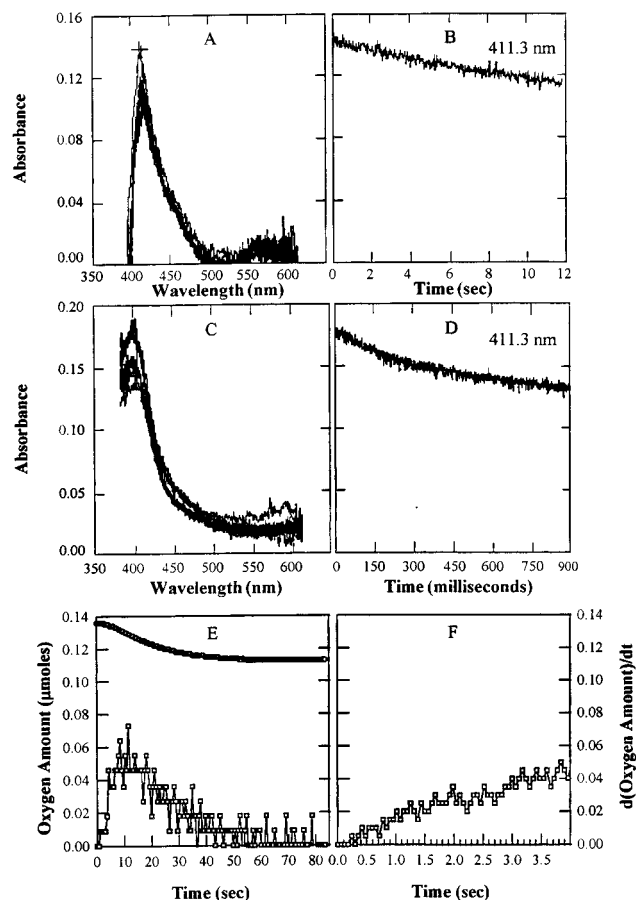 A
Absorbance
0.16
0.12
0.08
0.04
0.00
350 400 450 500 550 600
Wavelength (nm)
B
411.3 nm
0 2 4 6 8 10 12
Time (sec)
C
Absorbance
0.20
0.15
0.10
0.05
0.00
350 400 450 500 550 600
Wavelength (nm)
D
411.3 nm
0 150 300 450 600 750 900
Time (milliseconds)
E
Oxygen Amount (μmoles)
0.14
0.12
0.10
0.08
0.06
0.04
0.02
0.00
0 10 20 30 40 50 60 70 80
Time (sec)
F
0.0 0.5 1.0 1.5 2.0 2.5 3.0 3.5
Time (sec)
0.14
0.12
0.10
0.08
0.06
0.04
0.02
0.00
d(Oxygen Amount)/dt